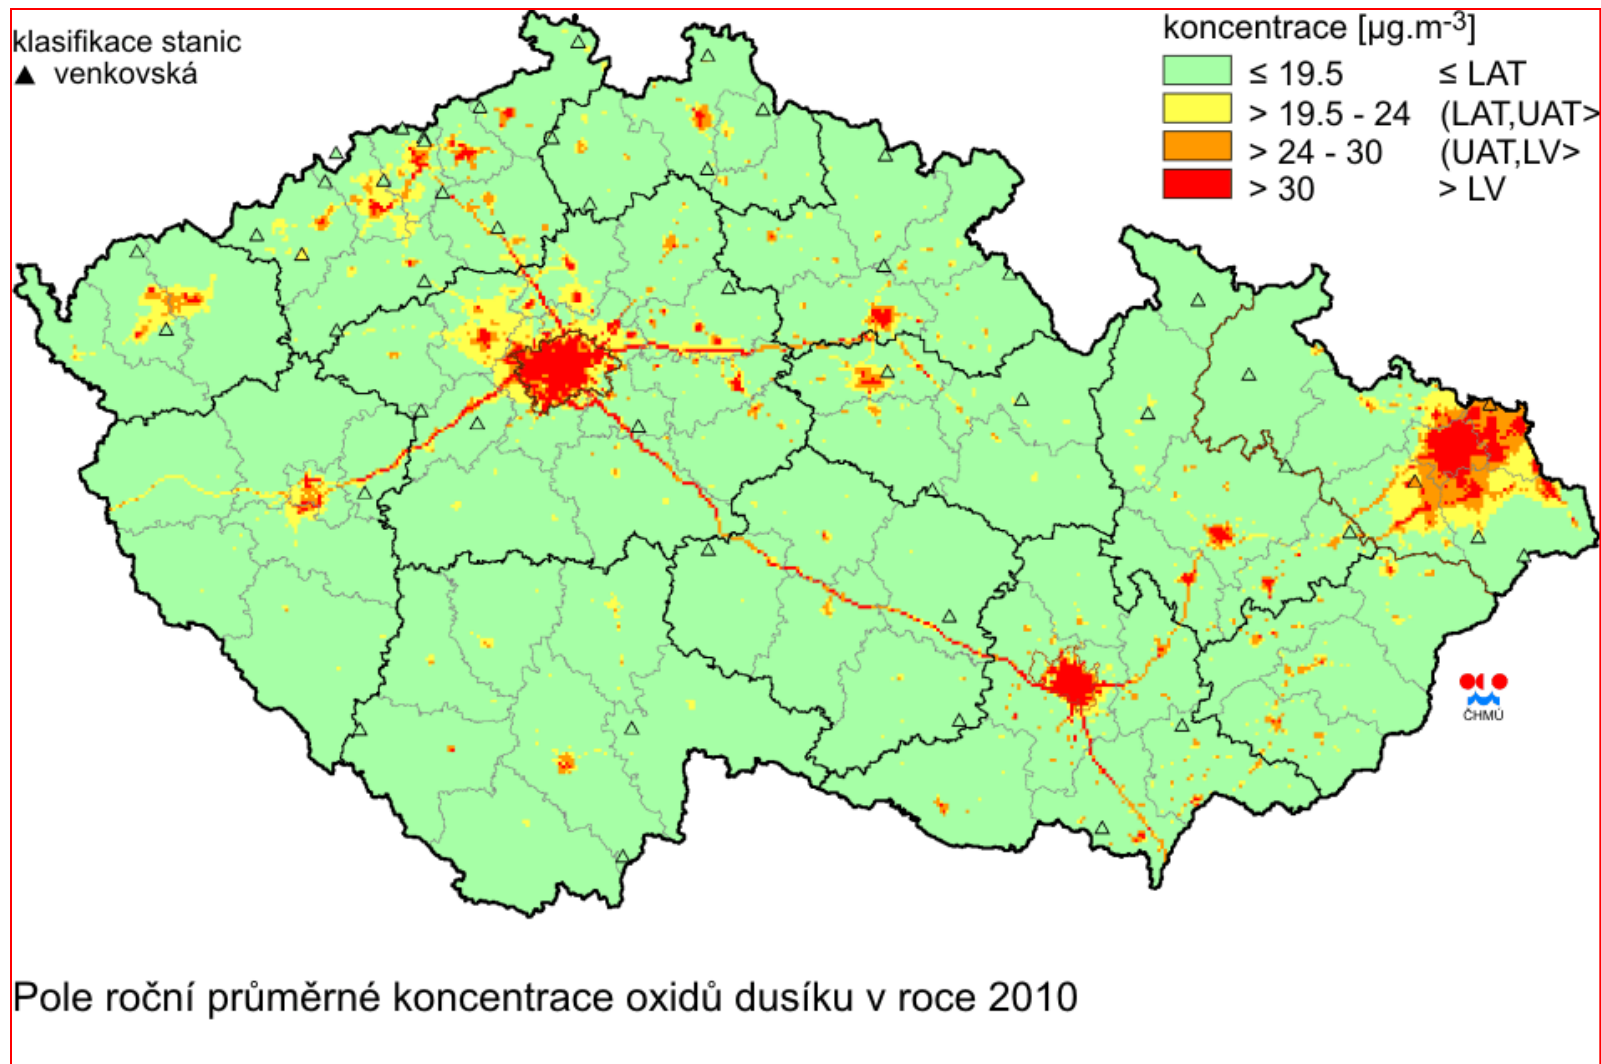 klasifikace stanic
▲ venkovská
koncentrace [µg.m-3]
≤ 19.5 ≤ LAT
> 19.5 - 24 (LAT,UAT>
> 24 - 30 (UAT,LV>
> 30 > LV
ČHMÚ
Pole roční průměrné koncentrace oxidů dusíku v roce 2010